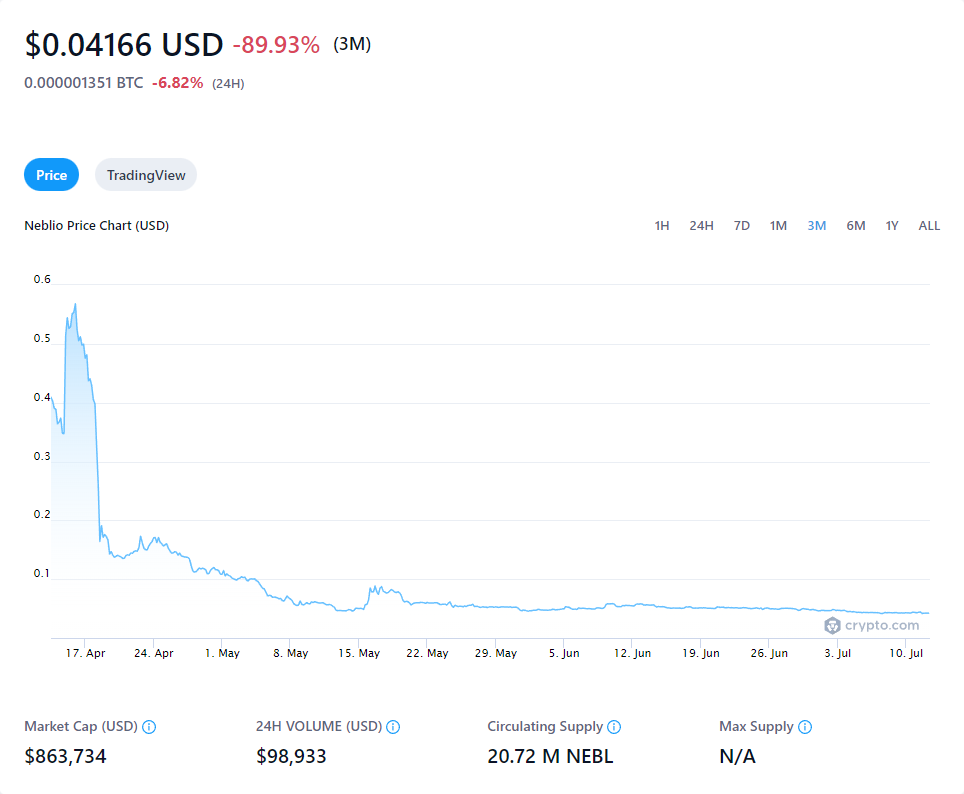 $0.04166 USD -89.93% (3M)
0.000001351 BTC -6.82% (24H)
Price TradingView
Neblio Price Chart (USD) 1H 24H 7D 1M 3M 6M 1Y ALL
0.6
0.5
0.4
0.3
0.2
0.1
crypto.com
17. Apr 24. Apr 1. May 8. May 15. May 22. May 29. May 5. Jun 12. Jun 19. Jun 26. Jun 3. Jul 10. Jul
Market Cap (USD) 24H VOLUME (USD) Circulating Supply Max Supply
$863,734 $98,933 20.72 M NEBL N/A